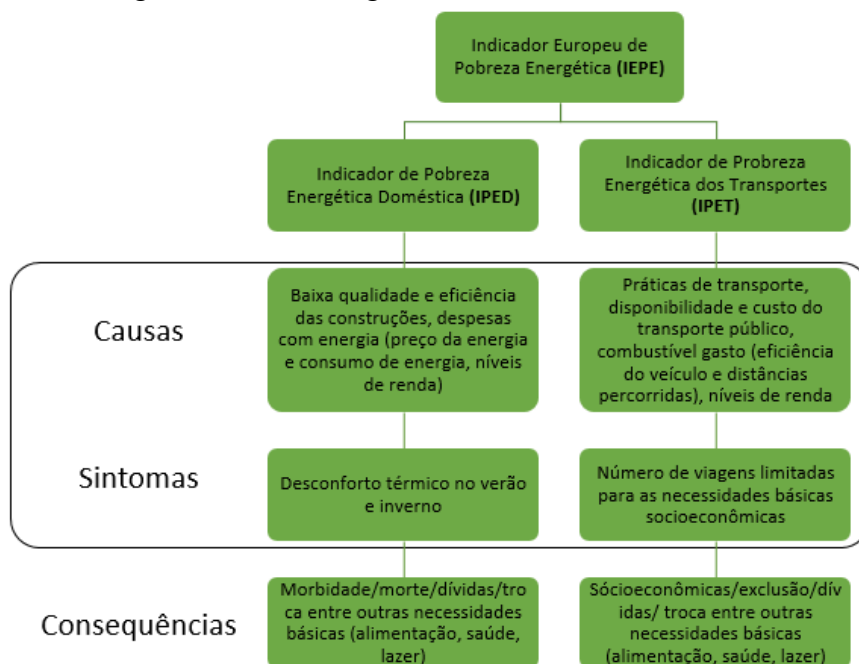 Indicador Europeu de
Pobreza Energética (IEPE)
Indicador de Pobreza
Energética Doméstica (IPED)
Indicador de Probreza
Energética dos Transportes
(IPET)
Causas
Baixa qualidade e eficiência
das construções, despesas
com energia (preço da energia
e consumo de energia, níveis
de renda)
Práticas de transporte,
disponibilidade e custo do
transporte público,
combustível gasto (eficiência
do veículo e distâncias
percorridas), níveis de renda
Sintomas
Desconforto térmico no verão
e inverno
Número de viagens limitadas
para as necessidades básicas
socioeconômicas
Consequências
Morbidade/morte/dívidas/tro
ca entre outras necessidades
básicas (alimentação, saúde,
lazer)
Sócioeconômicas/exclusão/dív
idas/ troca entre outras
necessidades básicas
(alimentação, saúde, lazer)